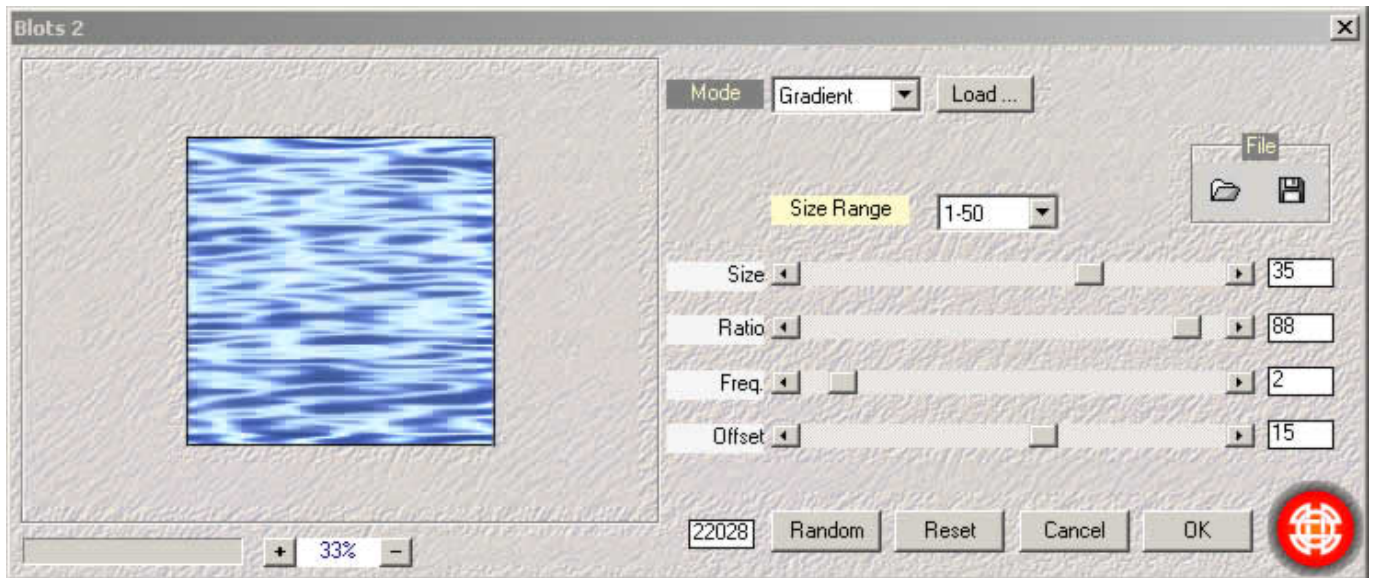 Blots 2
Mode Gradient Load ...
File
Size Range 1-50
Size 35
Ratio 88
Freq. 2
Offset 15
22028 Random Reset Cancel OK
+ 33% -